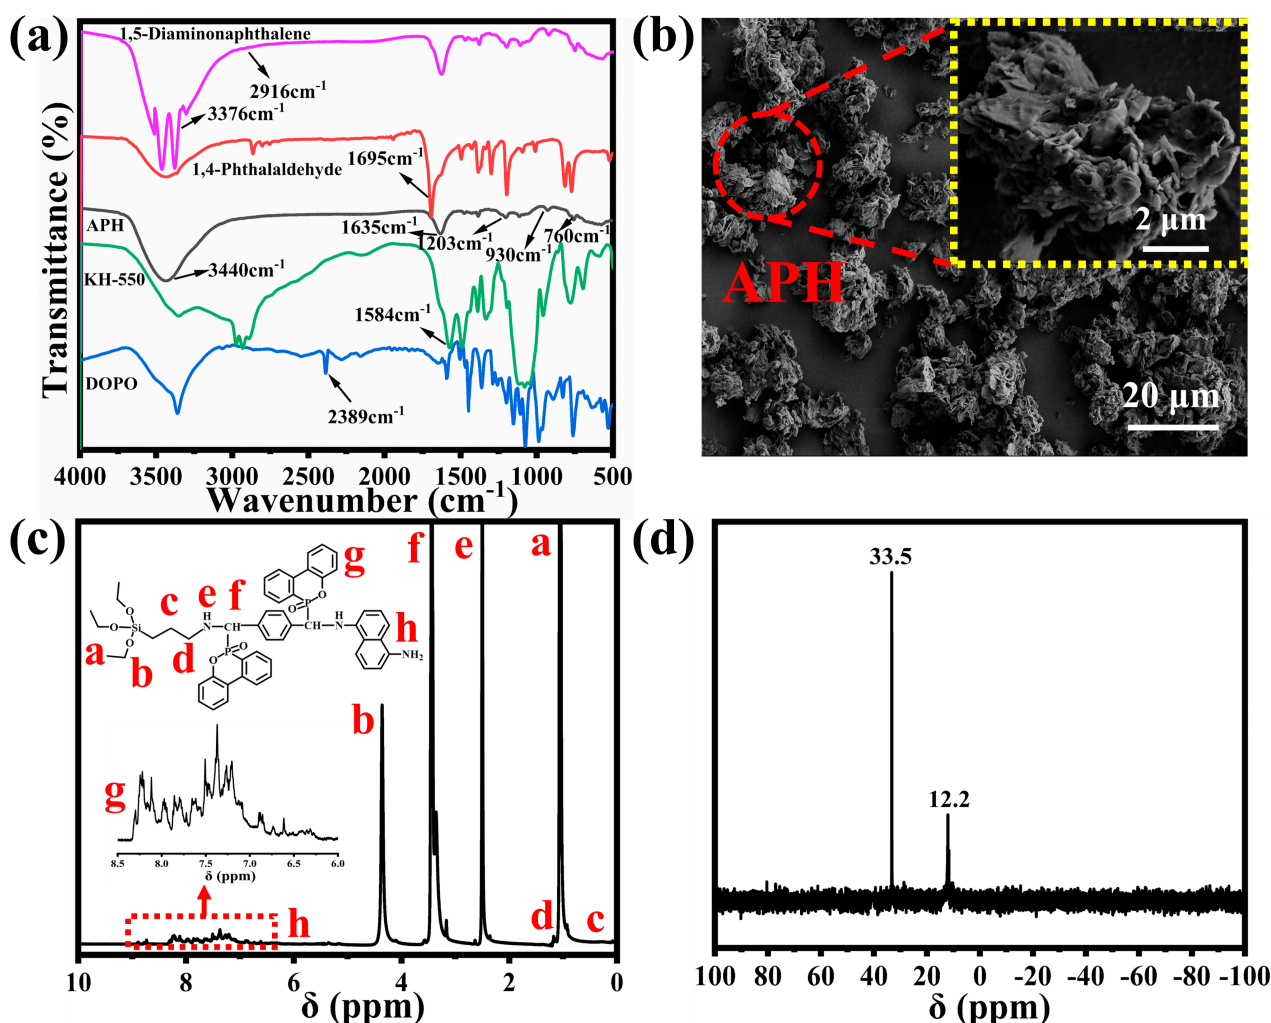 (a)
Transmittance (%)
1,5-Diaminonaphthalene
2916cm-1
3376cm-1
1695cm-1
1,4-Phthalaldehyde
APH
1635cm-1
1203cm-1
760cm-1
930cm-1
3440cm-1
KH-550
1584cm-1
DOPO
2389cm-1
4000 3500 3000 2500 2000 1500 1000 500
Wavenumber (cm-1)
(b)
2 μm
APH
20 μm
(c)
f e a
g
O
P
O
c e f
H
N
CH
CH
H
N
h
NH2
O
O
Si
O
a b d
P
O
O
b
g
8.5 8.0 7.5 7.0 6.5 6.0
δ (ppm)
h
d c
10 8 6 4 2 0
δ (ppm)
(d)
33.5
12.2
100 80 60 40 20 0 -20 -40 -60 -80 -100
δ (ppm)